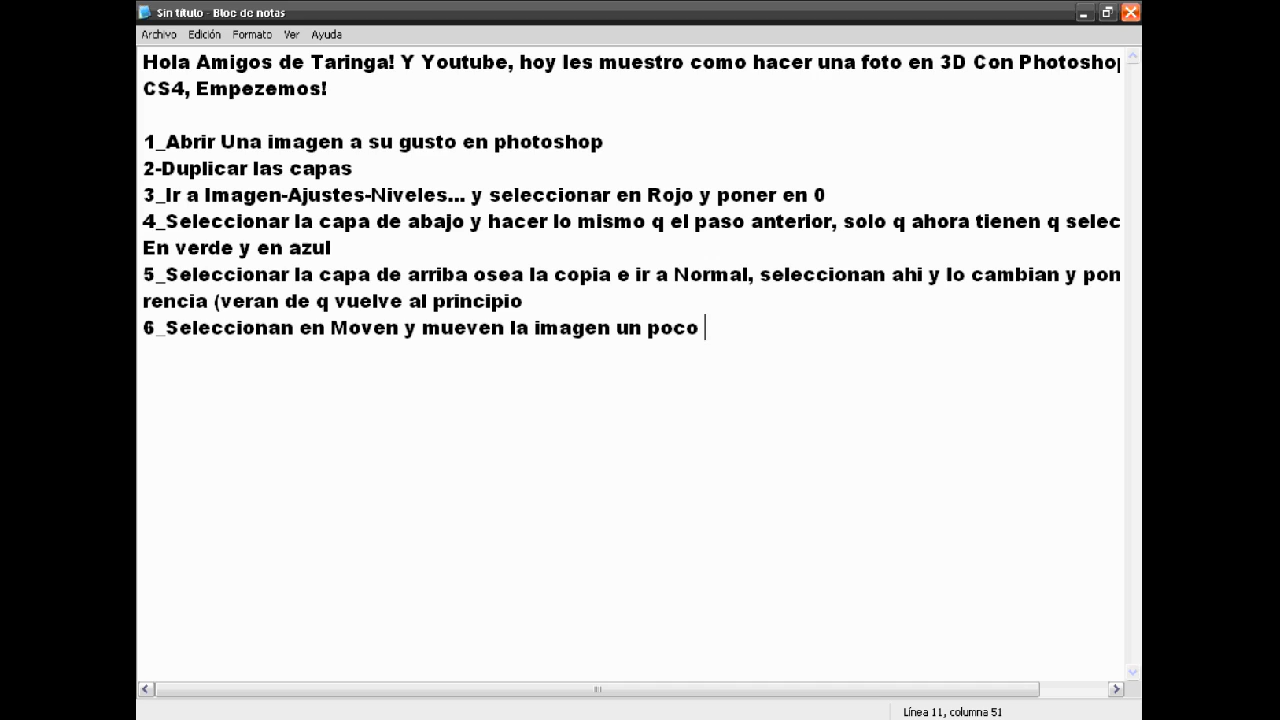 Sin título - Bloc de notas
Archivo Edición Formato Ver Ayuda
Hola Amigos de Taringa! Y Youtube, hoy les muestro como hacer una foto en 3D Con Photoshop
CS4, Empezemos!
1_Abrir Una imagen a su gusto en photoshop
2-Duplicar las capas
3_Ir a Imagen-Ajustes-Niveles... y seleccionar en Rojo y poner en 0
4_Seleccionar la capa de abajo y hacer lo mismo q el paso anterior, solo q ahora tienen q selec
En verde y en azul
5_Seleccionar la capa de arriba osea la copia e ir a Normal, seleccionan ahi y lo cambian y pon
rencia (veran de q vuelve al principio
6_Seleccionan en Moven y mueven la imagen un poco
Línea 11, columna 51